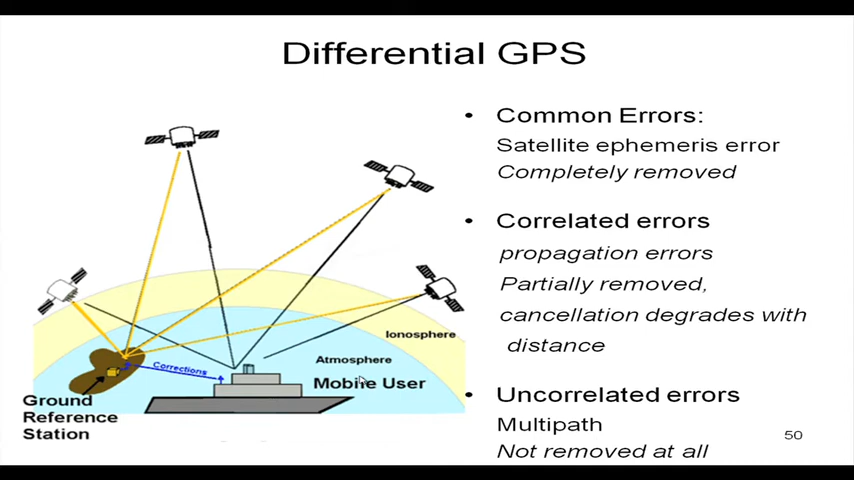 Differential GPS
• Common Errors:
Satellite ephemeris error
Completely removed
• Correlated errors
propagation errors
Partially removed,
cancellation degrades with
distance
• Uncorrelated errors
Multipath
Not removed at all
Ionosphere
Atmosphere
Corrections
Mobile User
Ground
Reference
Station
50